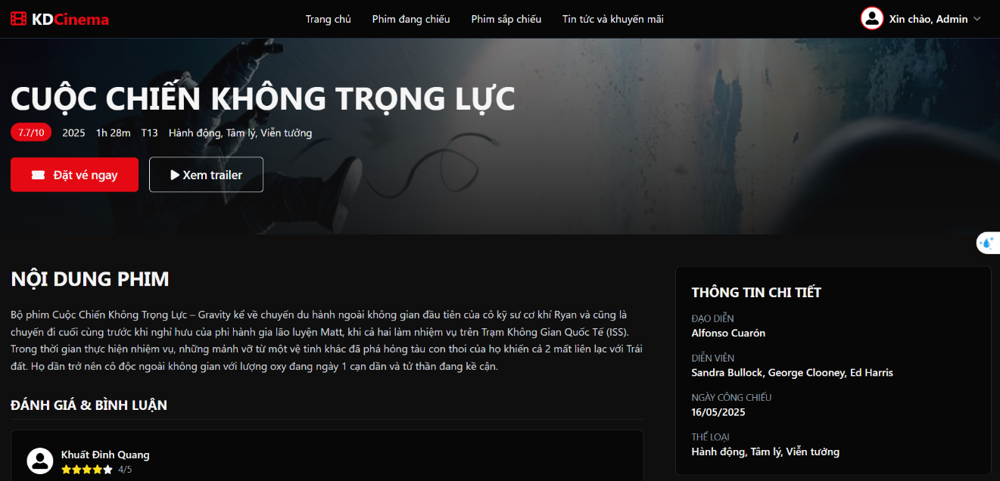 KDCinema
Trang chủ
Phim đang chiếu
Phim sắp chiếu
Tin tức và khuyến mãi
Xin chào, Admin
CUỘC CHIẾN KHÔNG TRỌNG LỰC
7.7/10 2025 1h 28m T13 Hành động, Tâm lý, Viễn tưởng
Đặt vé ngay
Xem trailer
NỘI DUNG PHIM
Bộ phim Cuộc Chiến Không Trọng Lực – Gravity kể về chuyến du hành ngoài không gian đầu tiên của cô kỹ sư cơ khí Ryan và cũng là
chuyến đi cuối cùng trước khi nghỉ hưu của phi hành gia lão luyện Matt, khi cả hai làm nhiệm vụ trên Trạm Không Gian Quốc Tế (ISS).
Trong thời gian thực hiện nhiệm vụ, những mảnh vỡ từ một vệ tinh khác đã phá hỏng tàu con thoi của họ khiến cả 2 mất liên lạc với Trái
đất. Họ dần trở nên cô độc ngoài không gian với lượng oxy đang ngày 1 cạn dần và tử thần đang kề cận.
ĐÁNH GIÁ & BÌNH LUẬN
Khuất Đình Quang
4/5
THÔNG TIN CHI TIẾT
ĐẠO DIỄN
Alfonso Cuarón
DIỄN VIÊN
Sandra Bullock, George Clooney, Ed Harris
NGÀY CÔNG CHIẾU
16/05/2025
THỂ LOẠI
Hành động, Tâm lý, Viễn tưởng